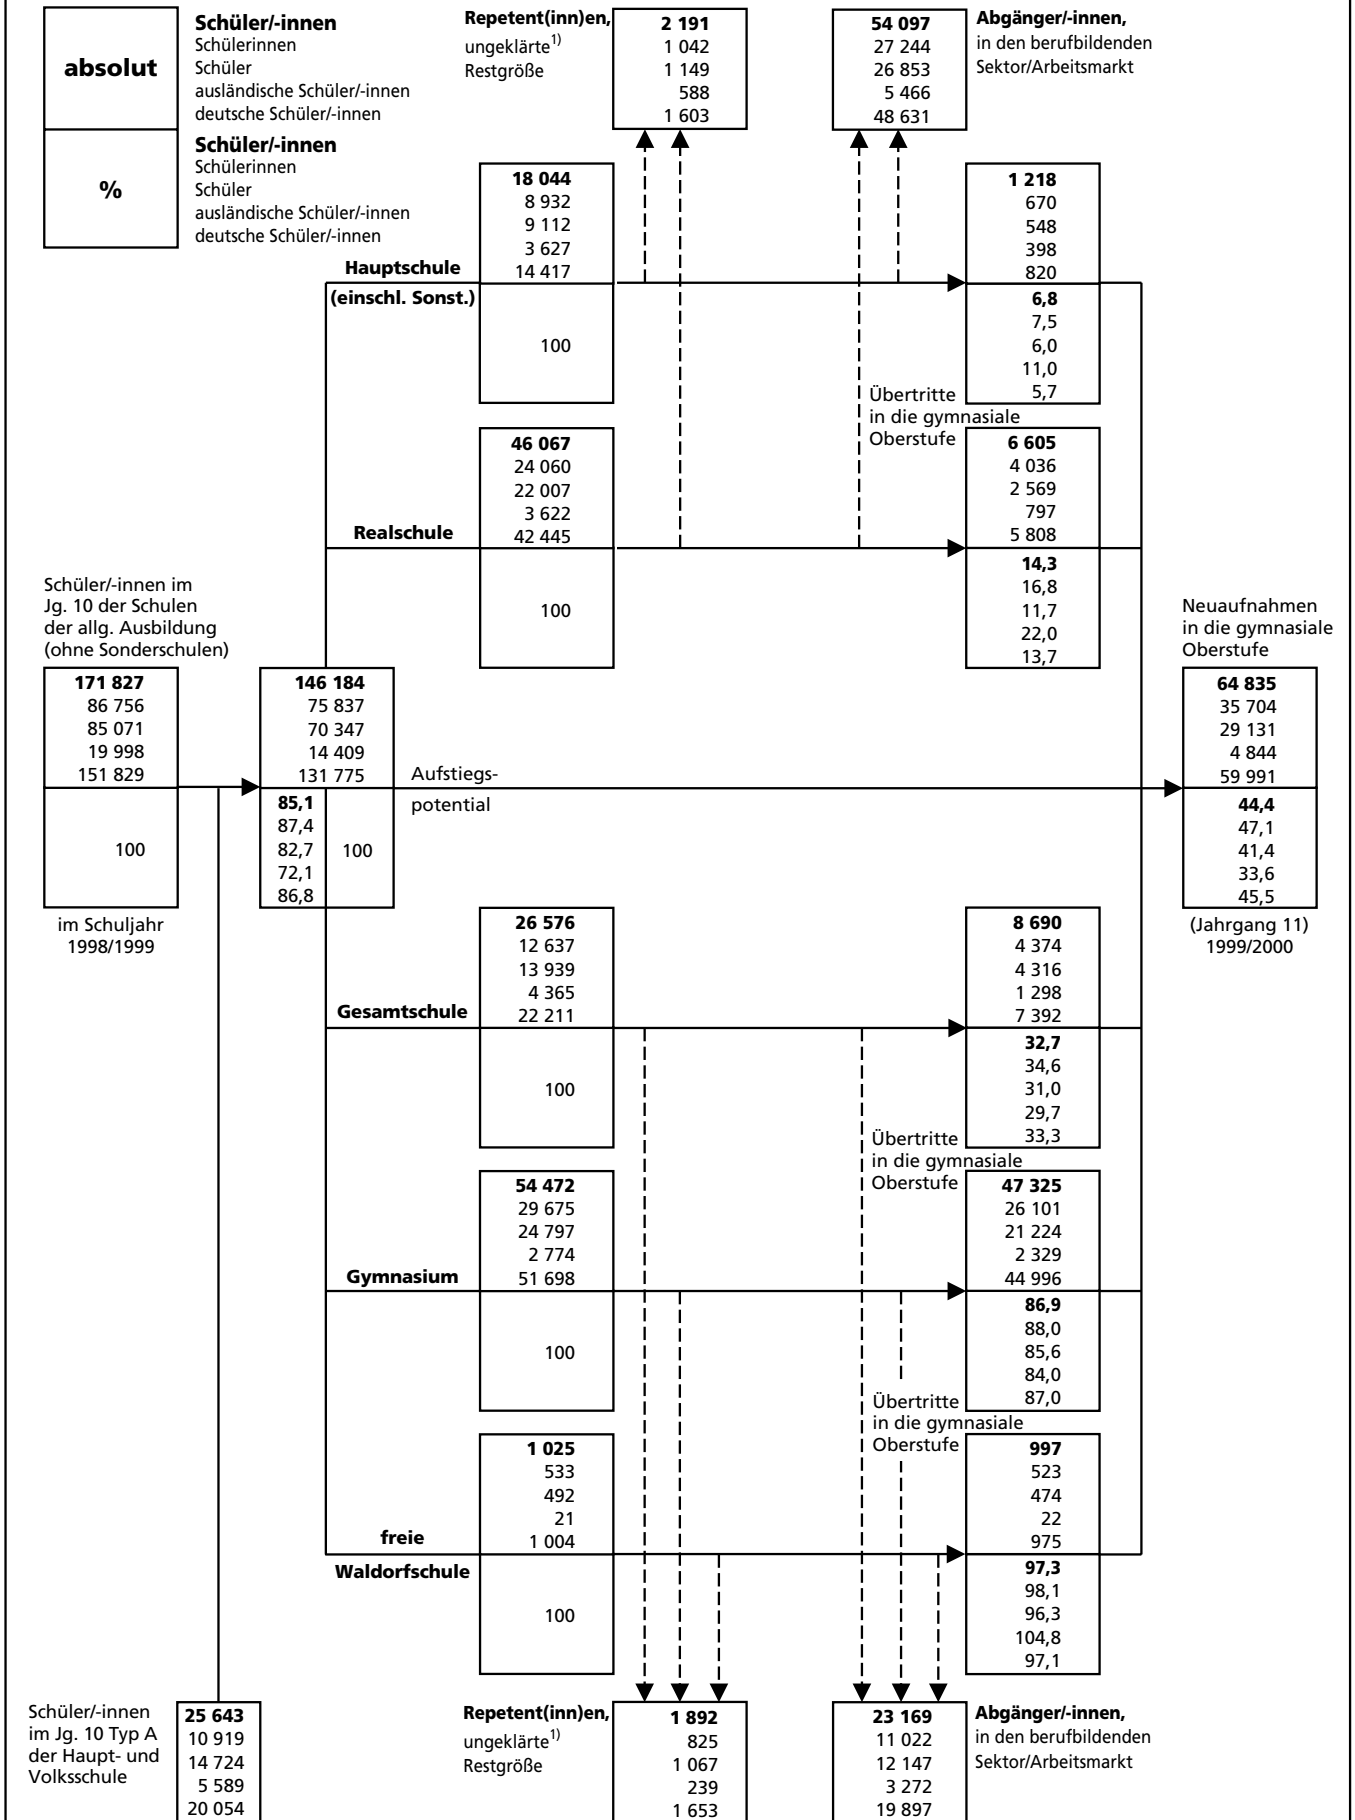 absolut
Schüler/-innen
Schülerinnen
Schüler
ausländische Schüler/-innen
deutsche Schüler/-innen
%
Schüler/-innen
Schülerinnen
Schüler
ausländische Schüler/-innen
deutsche Schüler/-innen
Repetent(inn)en,
ungeklärte1)
Restgröße
2 191
1 042
1 149
588
1 603
54 097
27 244
26 853
5 466
48 631
Abgänger/-innen,
in den berufbildenden
Sektor/Arbeitsmarkt
Hauptschule
(einschl. Sonst.)
18 044
8 932
9 112
3 627
14 417
100
1 218
670
548
398
820
6,8
7,5
6,0
11,0
5,7
Übertritte
in die gymnasiale
Oberstufe
Realschule
46 067
24 060
22 007
3 622
42 445
100
6 605
4 036
2 569
797
5 808
14,3
16,8
11,7
22,0
13,7
Schüler/-innen im
Jg. 10 der Schulen
der allg. Ausbildung
(ohne Sonderschulen)
171 827
86 756
85 071
19 998
151 829
100
im Schuljahr
1998/1999
146 184
75 837
70 347
14 409
131 775
85,1
87,4
82,7
72,1
86,8
100
Aufstiegs-
potential
Neuaufnahmen
in die gymnasiale
Oberstufe
64 835
35 704
29 131
4 844
59 991
44,4
47,1
41,4
33,6
45,5
(Jahrgang 11)
1999/2000
Gesamtschule
26 576
12 637
13 939
4 365
22 211
100
8 690
4 374
4 316
1 298
7 392
32,7
34,6
31,0
29,7
33,3
Übertritte
in die gymnasiale
Oberstufe
Gymnasium
54 472
29 675
24 797
2 774
51 698
100
47 325
26 101
21 224
2 329
44 996
86,9
88,0
85,6
84,0
87,0
Übertritte
in die gymnasiale
Oberstufe
freie
Waldorfschule
1 025
533
492
21
1 004
100
997
523
474
22
975
97,3
98,1
96,3
104,8
97,1
Schüler/-innen
im Jg. 10 Typ A
der Haupt- und
Volksschule
25 643
10 919
14 724
5 589
20 054
Repetent(inn)en,
ungeklärte1)
Restgröße
1 892
825
1 067
239
1 653
23 169
11 022
12 147
3 272
19 897
Abgänger/-innen,
in den berufbildenden
Sektor/Arbeitsmarkt